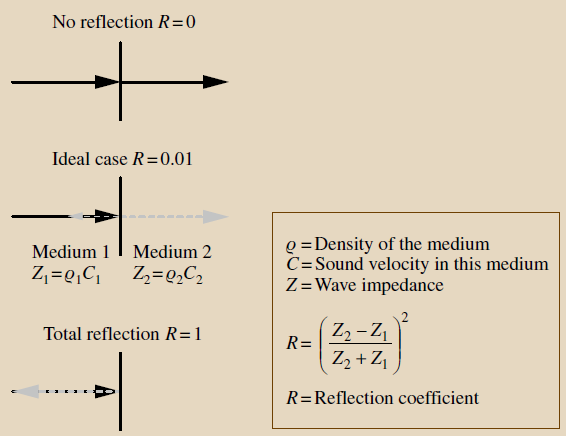 No reflection R=0
Ideal case R=0.01
Medium 1 Medium 2
Z₁=ϱ₁C₁ Z₂=ϱ₂C₂
Total reflection R=1
ϱ=Density of the medium
C=Sound velocity in this medium
Z=Wave impedance
R=(Z₂−Z₁/Z₂+Z₁)²
R=Reflection coefficient